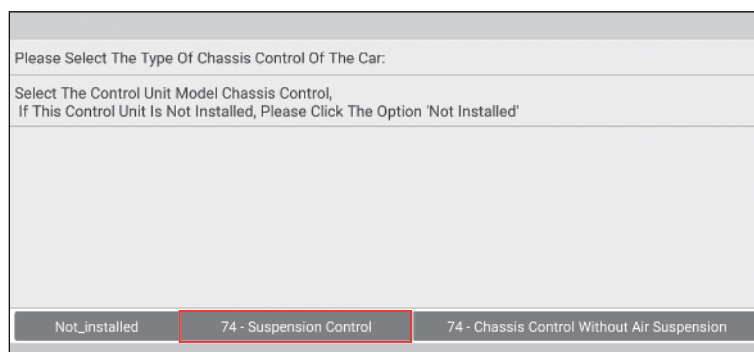 Please Select The Type Of Chassis Control Of The Car:
Select The Control Unit Model Chassis Control,
If This Control Unit Is Not Installed, Please Click The Option 'Not Installed'
Not_installed
74 - Suspension Control
74 - Chassis Control Without Air Suspension